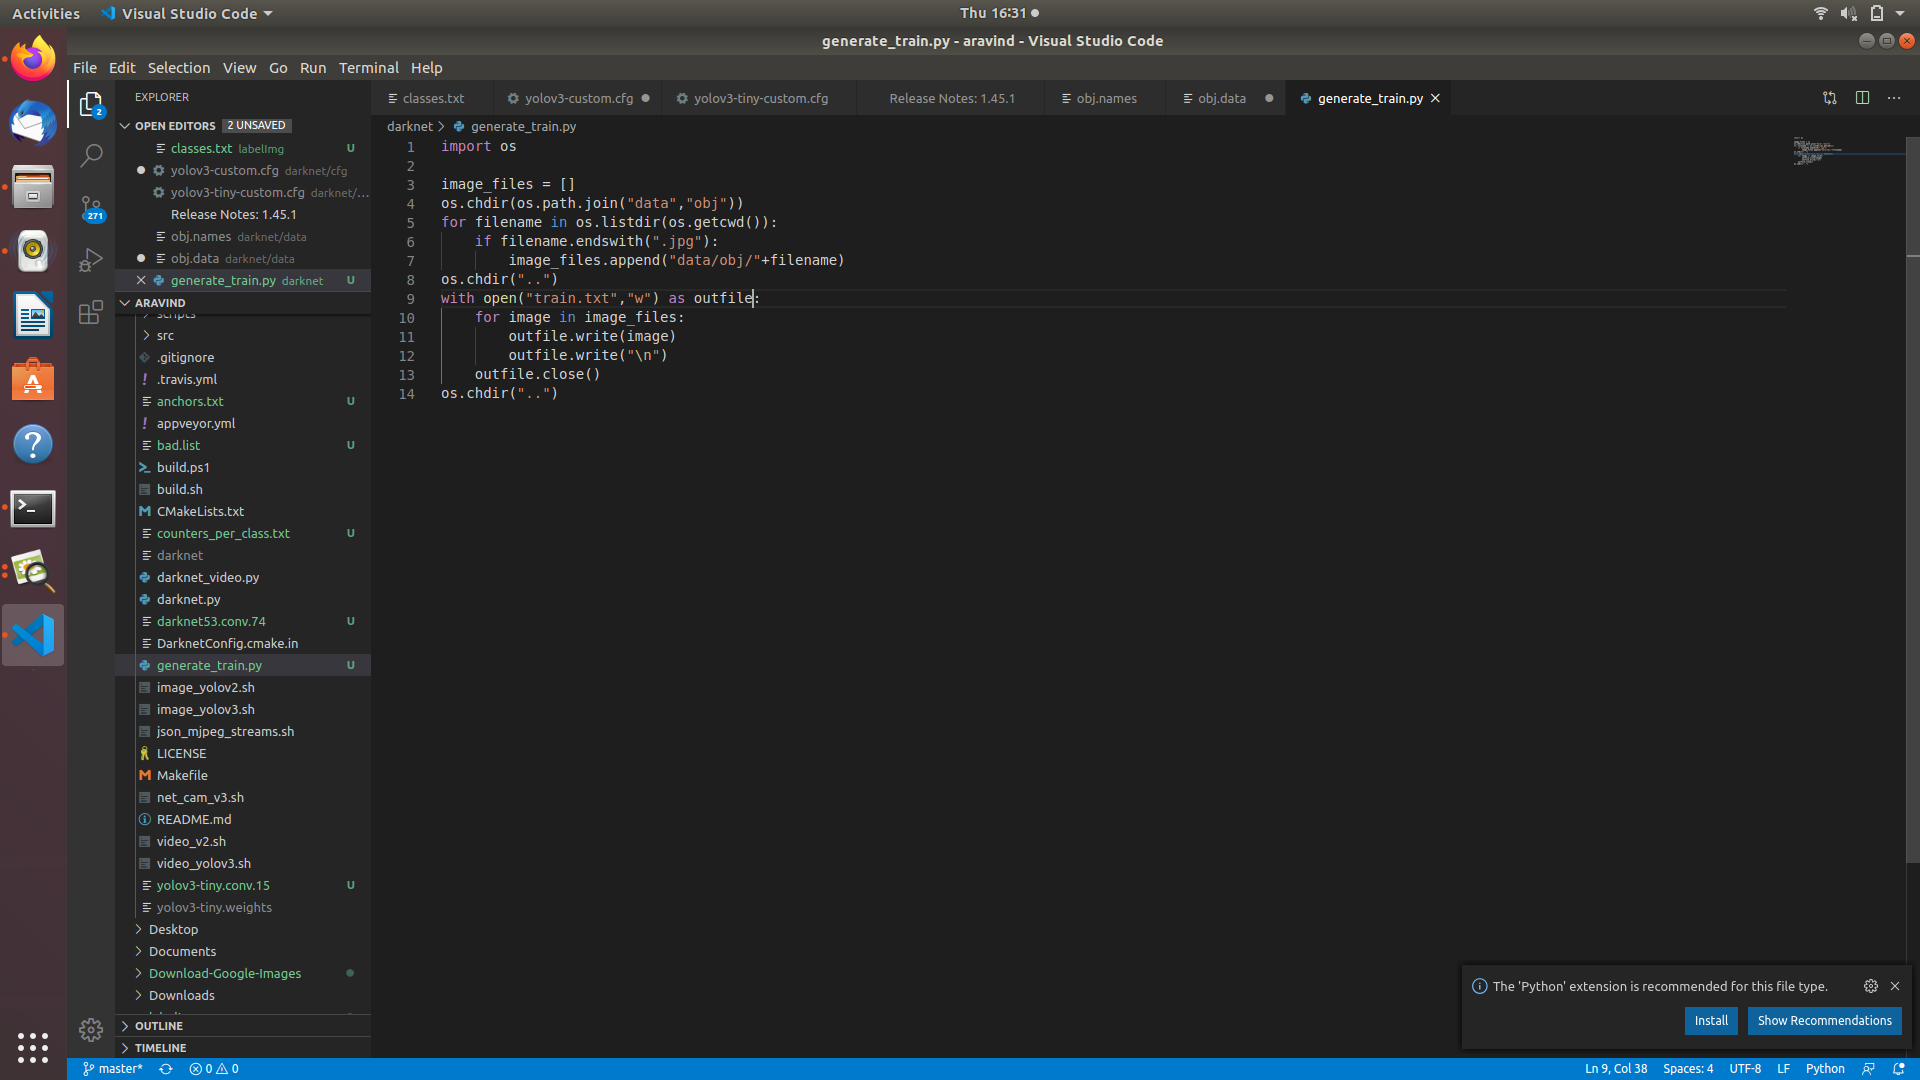 Activities Visual Studio Code Thu 16:31
generate_train.py - aravind - Visual Studio Code
File Edit Selection View Go Run Terminal Help
EXPLORER
OPEN EDITORS 2 UNSAVED
classes.txt labelImg U
yolov3-custom.cfg darknet/cfg
yolov3-tiny-custom.cfg darknet/...
Release Notes: 1.45.1
obj.names darknet/data
obj.data darknet/data
generate_train.py darknet U
ARAVIND
scripts
src
.gitignore
.travis.yml
anchors.txt U
appveyor.yml
bad.list U
build.ps1
build.sh
CMakeLists.txt
counters_per_class.txt U
darknet
darknet_video.py
darknet.py
darknet53.conv.74 U
DarknetConfig.cmake.in
generate_train.py U
image_yolov2.sh
image_yolov3.sh
json_mjpeg_streams.sh
LICENSE
Makefile
net_cam_v3.sh
README.md
video_v2.sh
video_yolov3.sh
yolov3-tiny.conv.15 U
yolov3-tiny.weights
Desktop
Documents
Download-Google-Images
Downloads
OUTLINE
TIMELINE
2
271
classes.txt yolov3-custom.cfg yolov3-tiny-custom.cfg Release Notes: 1.45.1 obj.names obj.data generate_train.py
darknet > generate_train.py
1 import os
2
3 image_files = []
4 os.chdir(os.path.join("data","obj"))
5 for filename in os.listdir(os.getcwd()):
6     if filename.endswith(".jpg"):
7         image_files.append("data/obj/"+filename)
8 os.chdir("..")
9 with open("train.txt","w") as outfile:
10     for image in image_files:
11         outfile.write(image)
12         outfile.write("\n")
13     outfile.close()
14 os.chdir("..")
The 'Python' extension is recommended for this file type.
Install Show Recommendations
master* 0 0 Ln 9, Col 38 Spaces: 4 UTF-8 LF Python